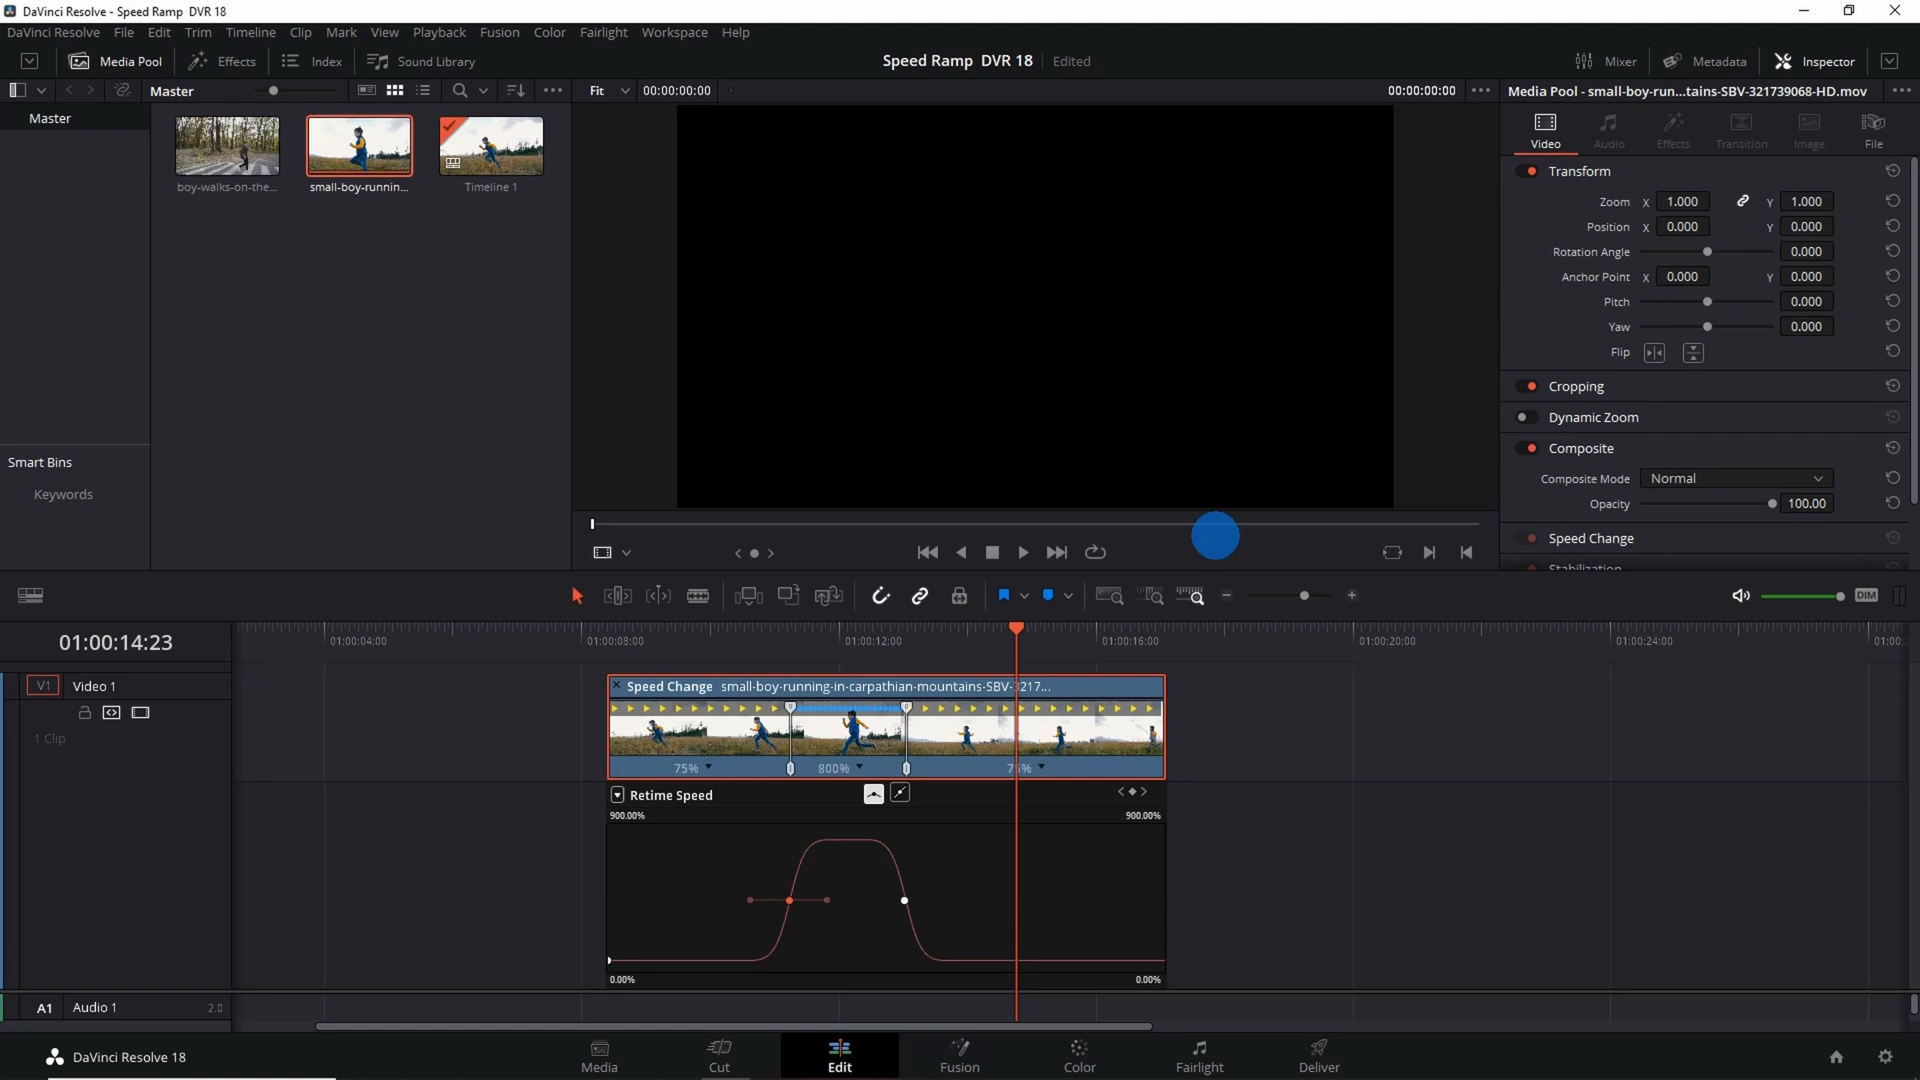 DaVinci Resolve - Speed Ramp DVR 18
DaVinci Resolve File Edit Trim Timeline Clip Mark View Playback Fusion Color Fairlight Workspace Help
Media Pool Effects Index Sound Library Speed Ramp DVR 18 Edited Mixer Metadata Inspector
Master Fit 00:00:00:00 00:00:00:00 Media Pool - small-boy-run...tains-SBV-321739068-HD.mov
Master
boy-walks-on-the... small-boy-runnin... Timeline 1
Video Audio Effects Transition Image File
Transform
Zoom X 1.000 Y 1.000
Position X 0.000 Y 0.000
Rotation Angle 0.000
Anchor Point X 0.000 Y 0.000
Pitch 0.000
Yaw 0.000
Flip
Cropping
Dynamic Zoom
Composite
Composite Mode Normal
Opacity 100.00
Speed Change
Stabilization
Smart Bins
Keywords
DIM
01:00:14:23
01:00:04:00 01:00:08:00 01:00:12:00 01:00:16:00 01:00:20:00 01:00:24:00 01:00:
V1 Video 1
1 Clip
Speed Change small-boy-running-in-carpathian-mountains-SBV-3217...
75% 800% 75%
Retime Speed
900.00% 900.00%
0.00% 0.00%
A1 Audio 1 2.0
DaVinci Resolve 18
Media Cut Edit Fusion Color Fairlight Deliver